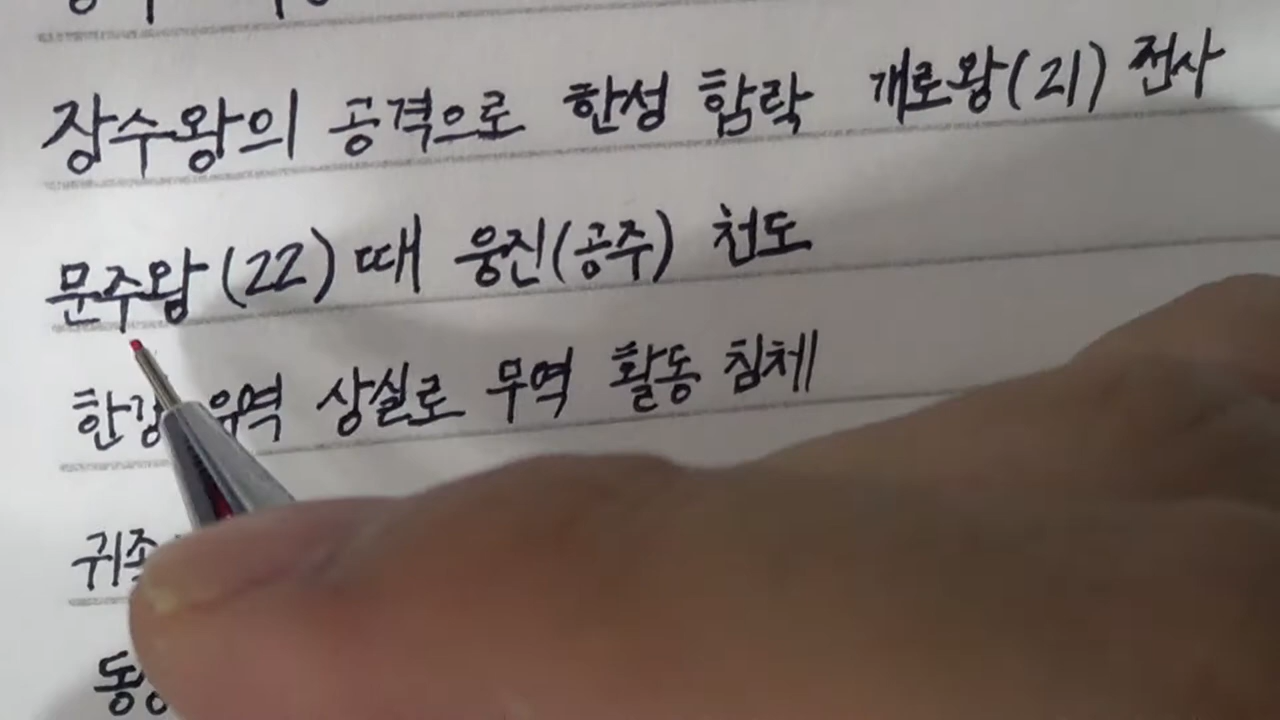 장수왕의 공격으로 한성 함락 개로왕(21) 전사
문주왕(22) 때 웅진(공주) 천도
유역 상실로 무역 활동 침체